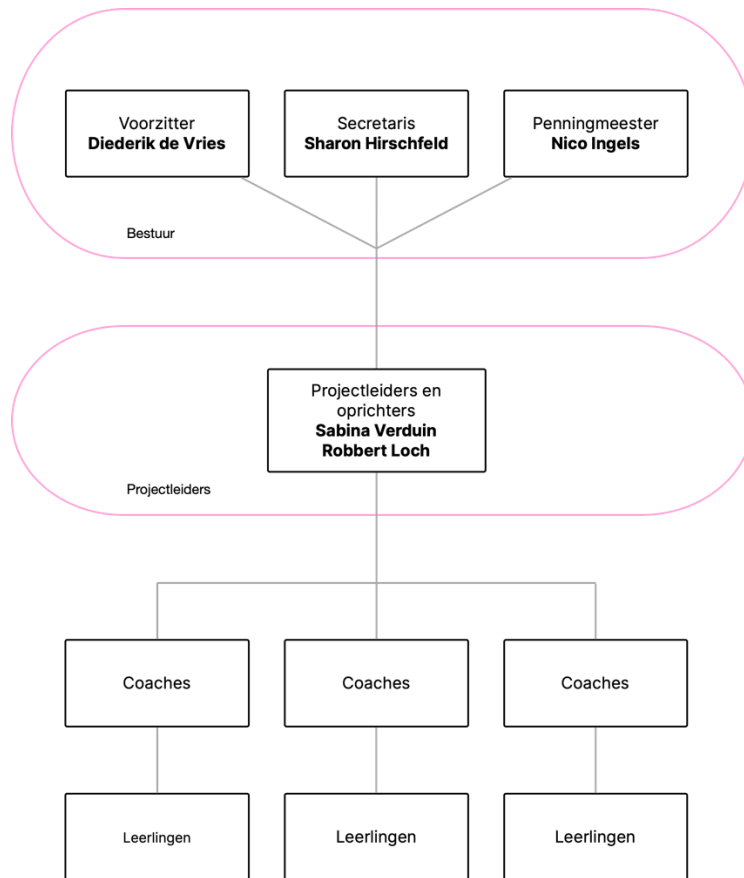 Voorzitter
Diederik de Vries
Secretaris
Sharon Hirschfeld
Penningmeester
Nico Ingels
Bestuur
Projectleiders en
oprichters
Sabina Verduin
Robbert Loch
Projectleiders
Coaches
Coaches
Coaches
Leerlingen
Leerlingen
Leerlingen